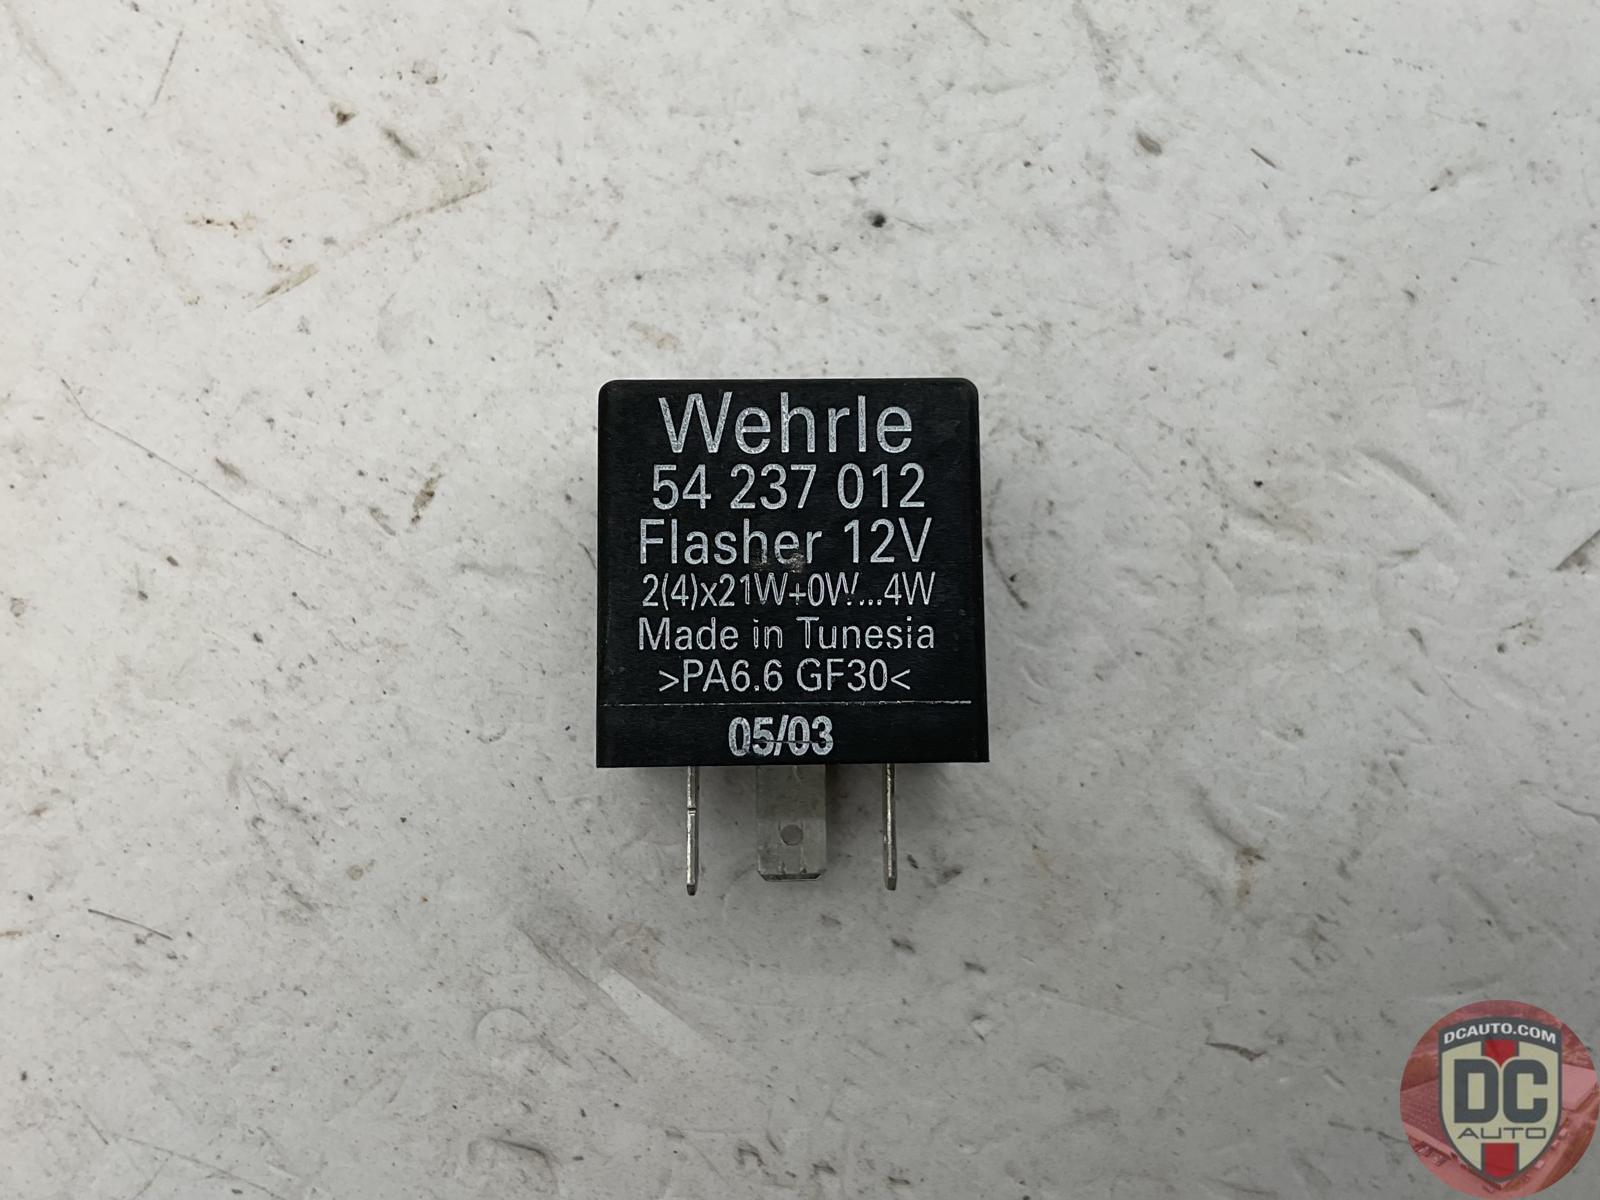 Wehrle
54 237 012
Flasher 12V
2(4)x21W+0W...4W
Made in Tunesia
>PA6.6 GF30<
05/03
DCAUTO.COM
DC
AUTO